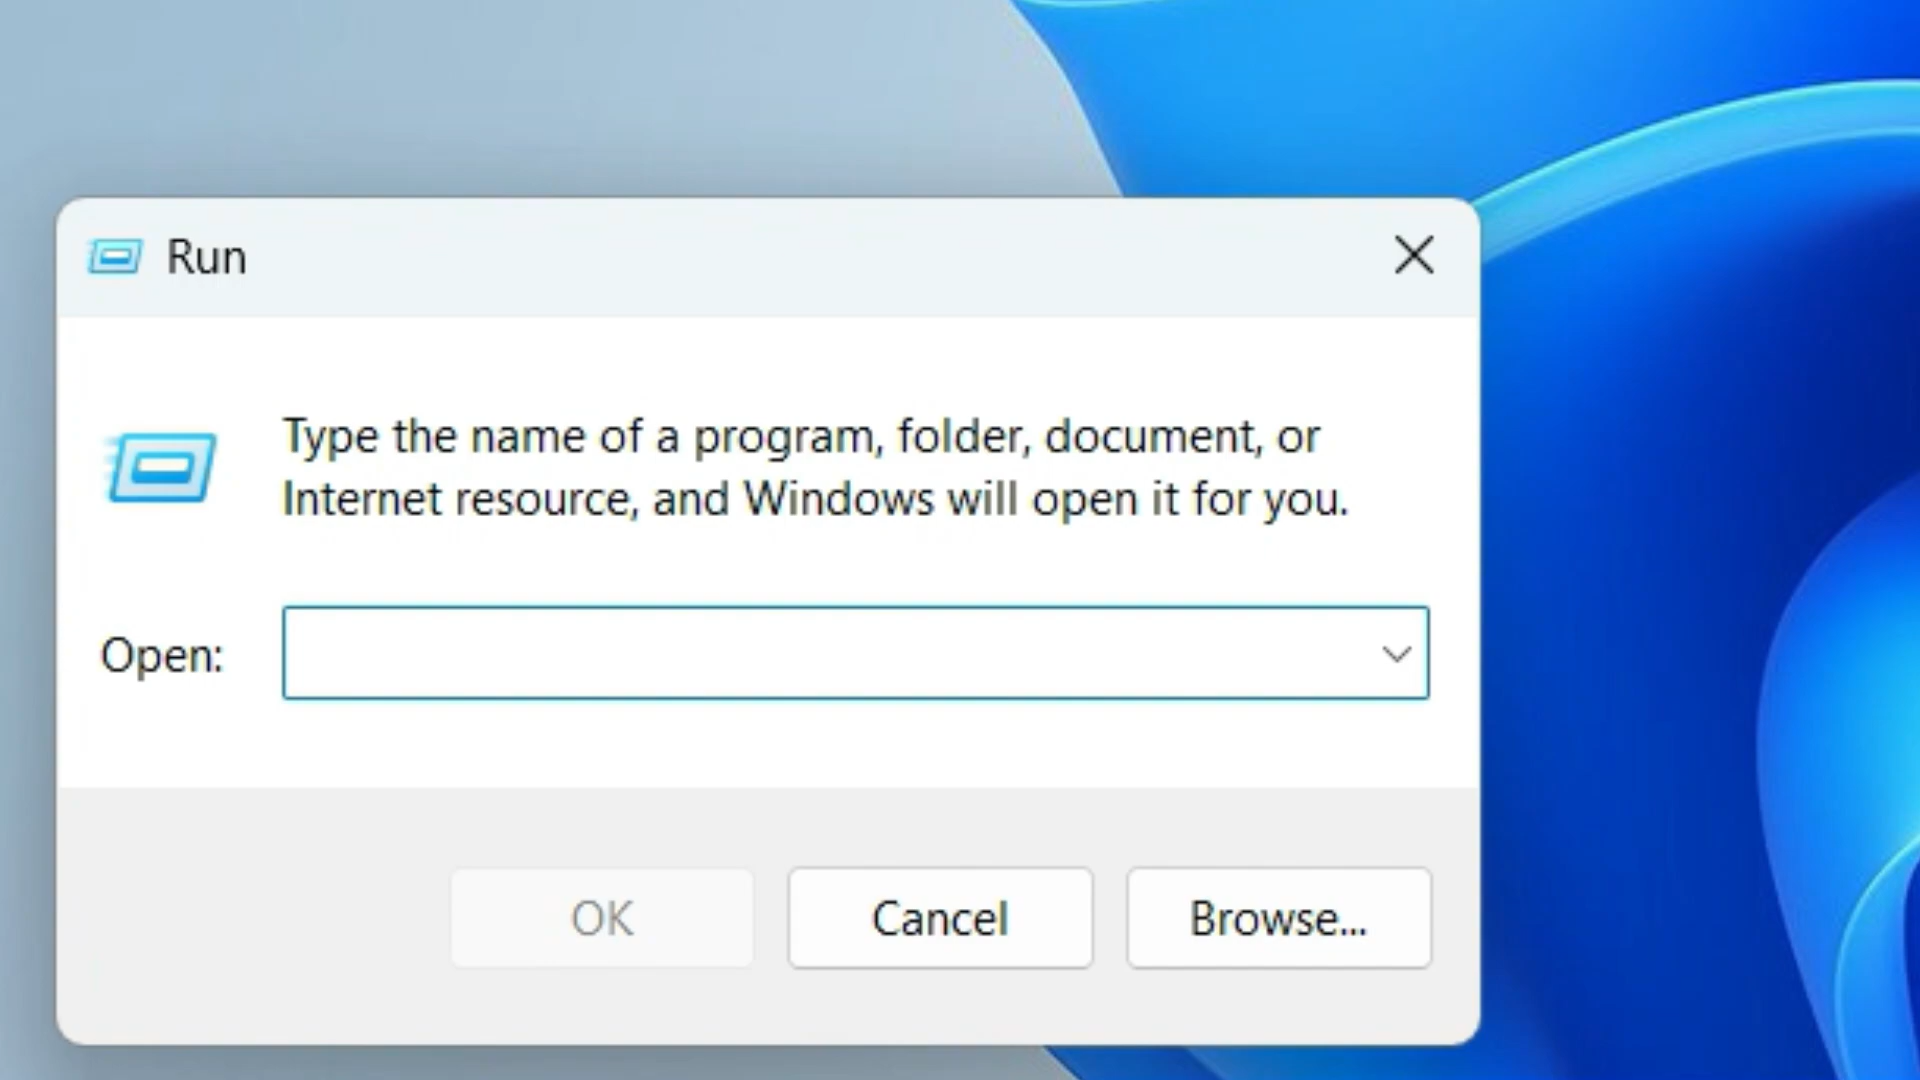 Run
Type the name of a program, folder, document, or
Internet resource, and Windows will open it for you.
Open:
OK
Cancel
Browse...